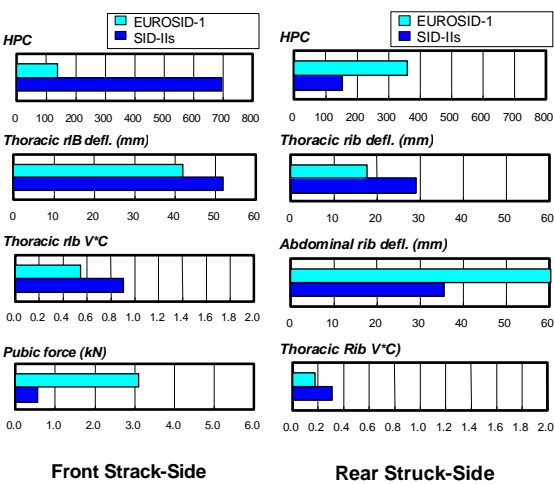 EUROSID-1
SID-IIs
HPC
0 100 200 300 400 500 600 700 800
Thoracic rIB defl. (mm)
0 10 20 30 40 50 60
Thoracic rIb V*C
0.0 0.2 0.4 0.6 0.8 1.0 1.2 1.4 1.6 1.8 2.0
Pubic force (kN)
0.0 1.0 2.0 3.0 4.0 5.0 6.0
Front Strack-Side
EUROSID-1
SID-IIs
HPC
0 100 200 300 400 500 600 700 800
Thoracic rib defl. (mm)
0 10 20 30 40 50 60
Abdominal rib defl. (mm)
0 10 20 30 40 50 60
Thoracic Rib V*C)
0.0 0.2 0.4 0.6 0.8 1.0 1.2 1.4 1.6 1.8 2.0
Rear Struck-Side